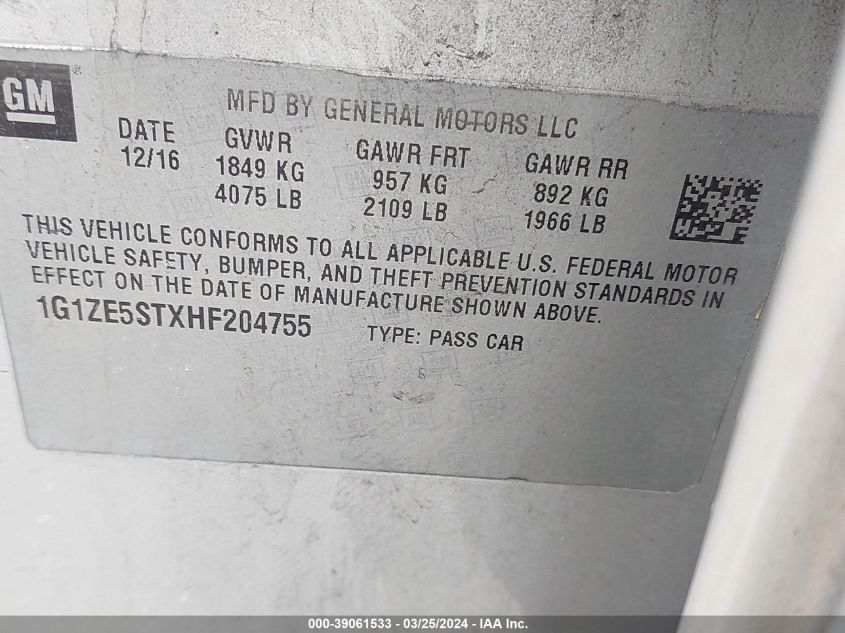 GM
MFD BY GENERAL MOTORS LLC
DATE GVWR GAWR FRT GAWR RR
12/16 1849 KG 957 KG 892 KG
4075 LB 2109 LB 1966 LB
THIS VEHICLE CONFORMS TO ALL APPLICABLE U.S. FEDERAL MOTOR
VEHICLE SAFETY, BUMPER, AND THEFT PREVENTION STANDARDS IN
EFFECT ON THE DATE OF MANUFACTURE SHOWN ABOVE.
1G1ZE5STXHF204755 TYPE: PASS CAR
000-39061533 / 03/25/2024 - IAA Inc.